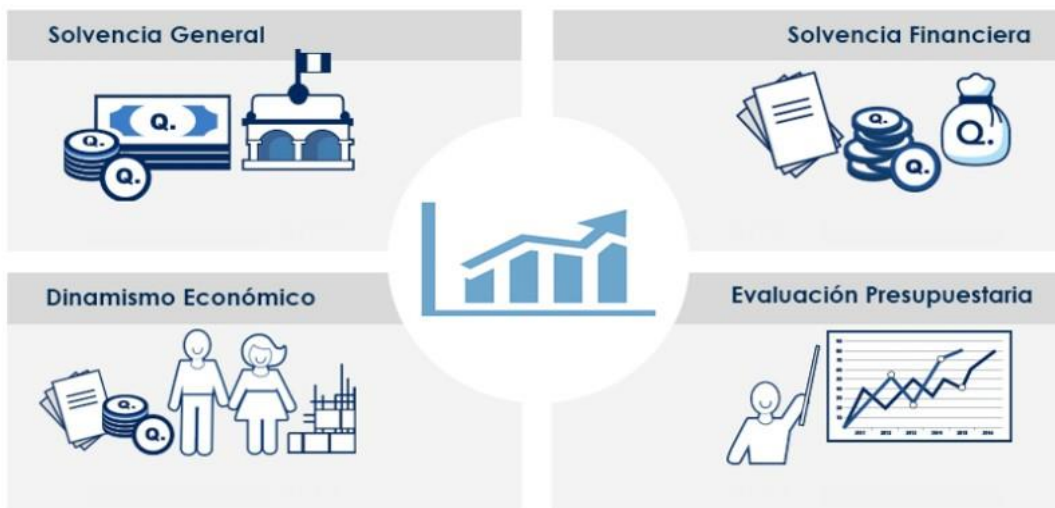 Solvencia General
Solvencia Financiera
Q.
Q.
Q.
Q.
Q.
Q.
Dinamismo Económico
Evaluación Presupuestaria
Q.
Q.